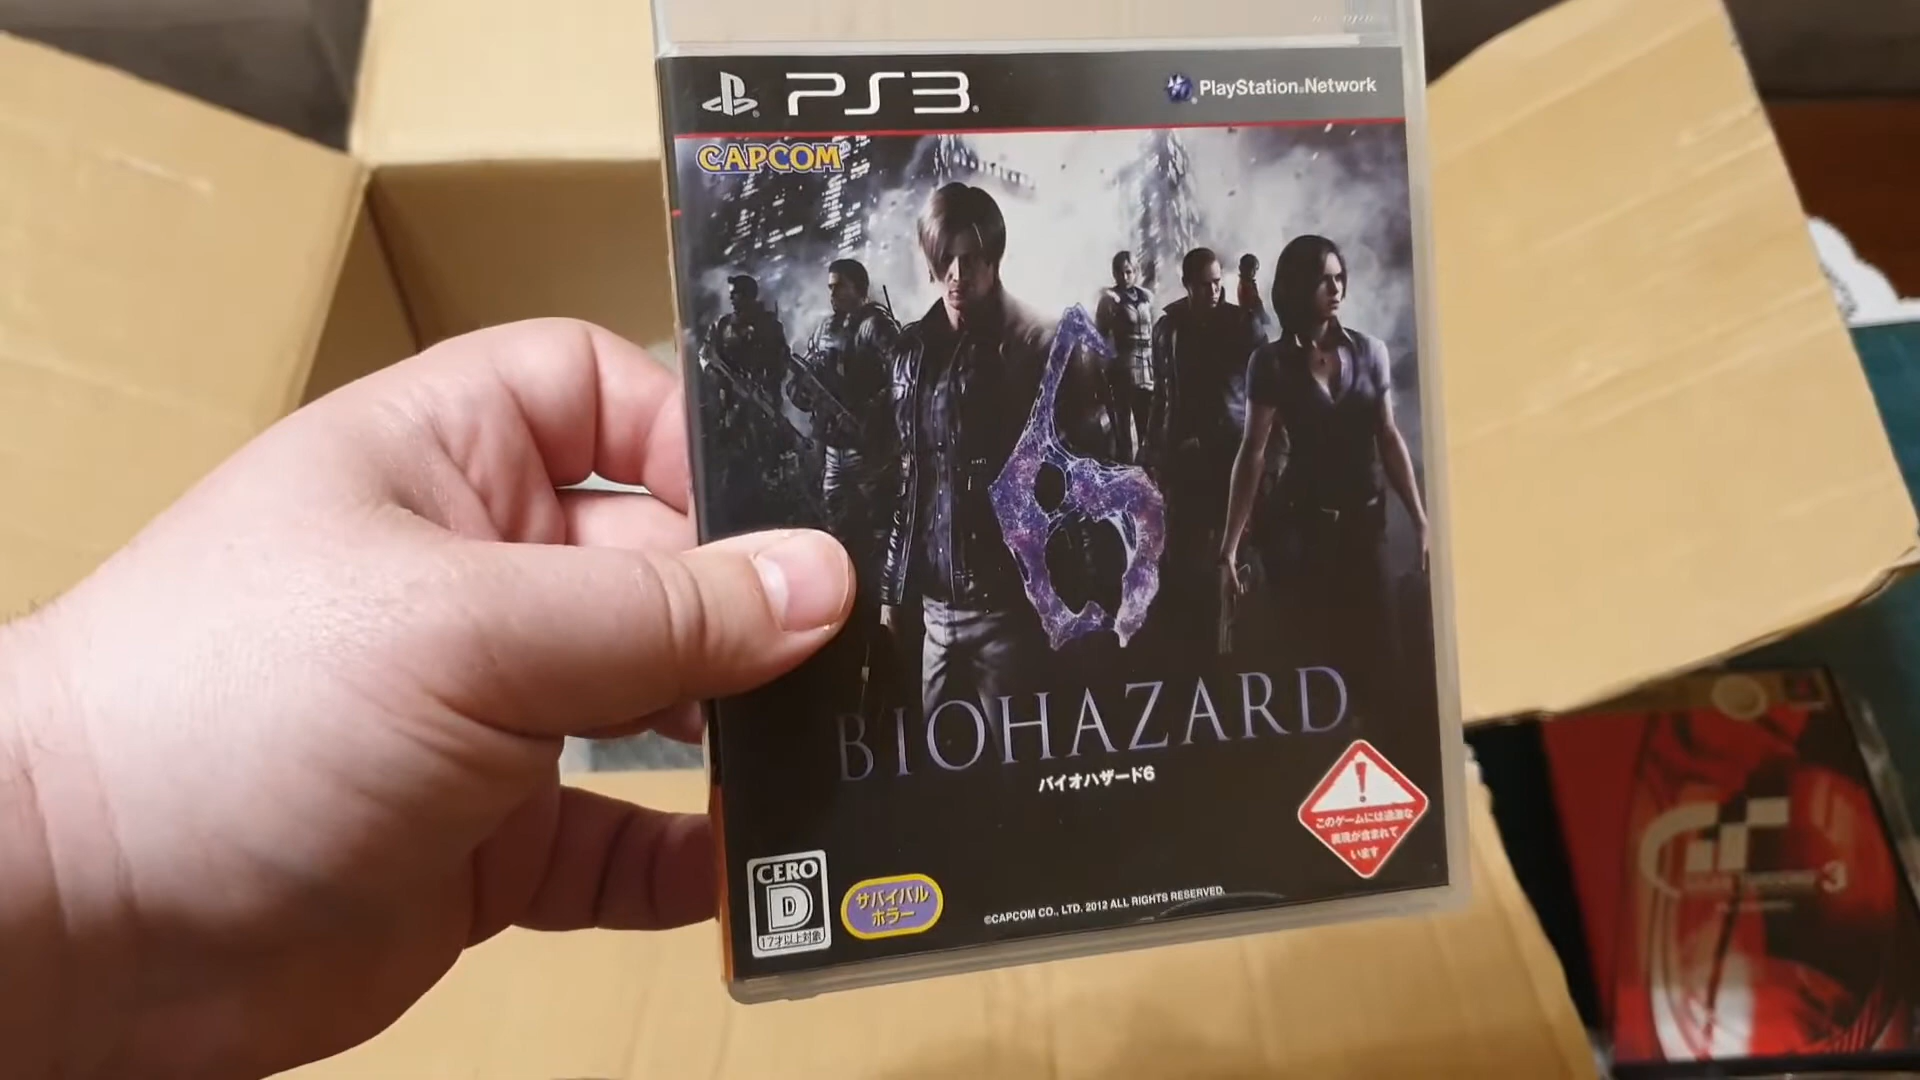 PS3
PlayStation®Network
CAPCOM
6
BIOHAZARD
バイオハザード6
このゲームには過激な
表現が含まれて
います
CERO
D
17才以上対象
サバイバル
ホラー
©CAPCOM CO., LTD. 2012 ALL RIGHTS RESERVED.
3